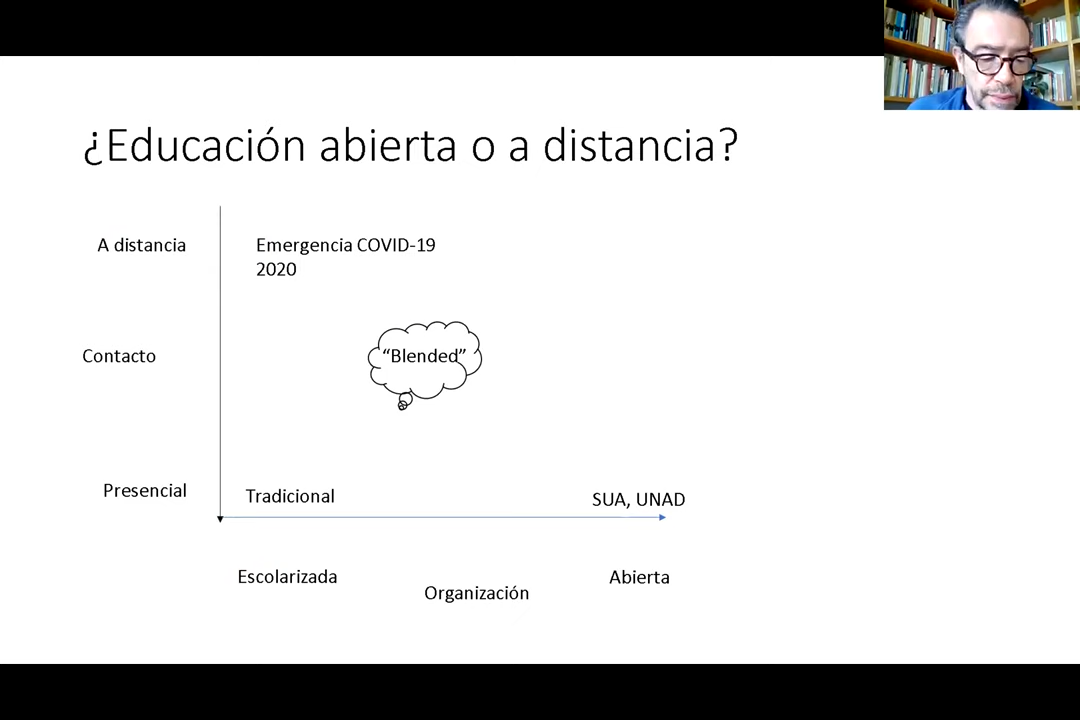 ¿Educación abierta o a distancia?
A distancia
Emergencia COVID-19
2020
Contacto
“Blended”
Presencial
Tradicional
SUA, UNAD
Escolarizada
Organización
Abierta